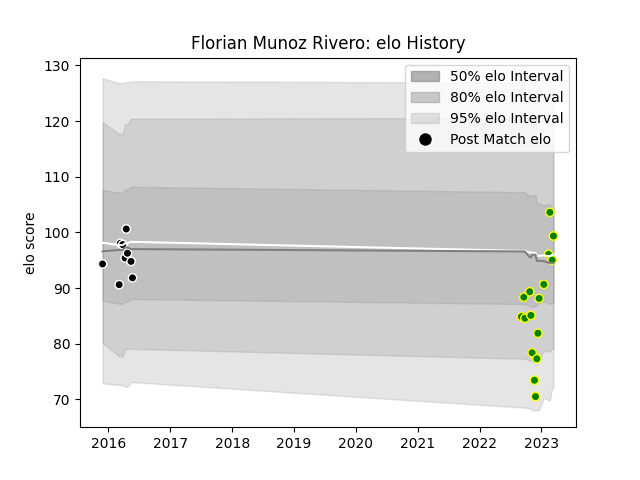 Florian Munoz Rivero: elo History
50% elo Interval
80% elo Interval
95% elo Interval
Post Match elo
elo score
130
120
110
100
90
80
70
2016
2017
2018
2019
2020
2021
2022
2023